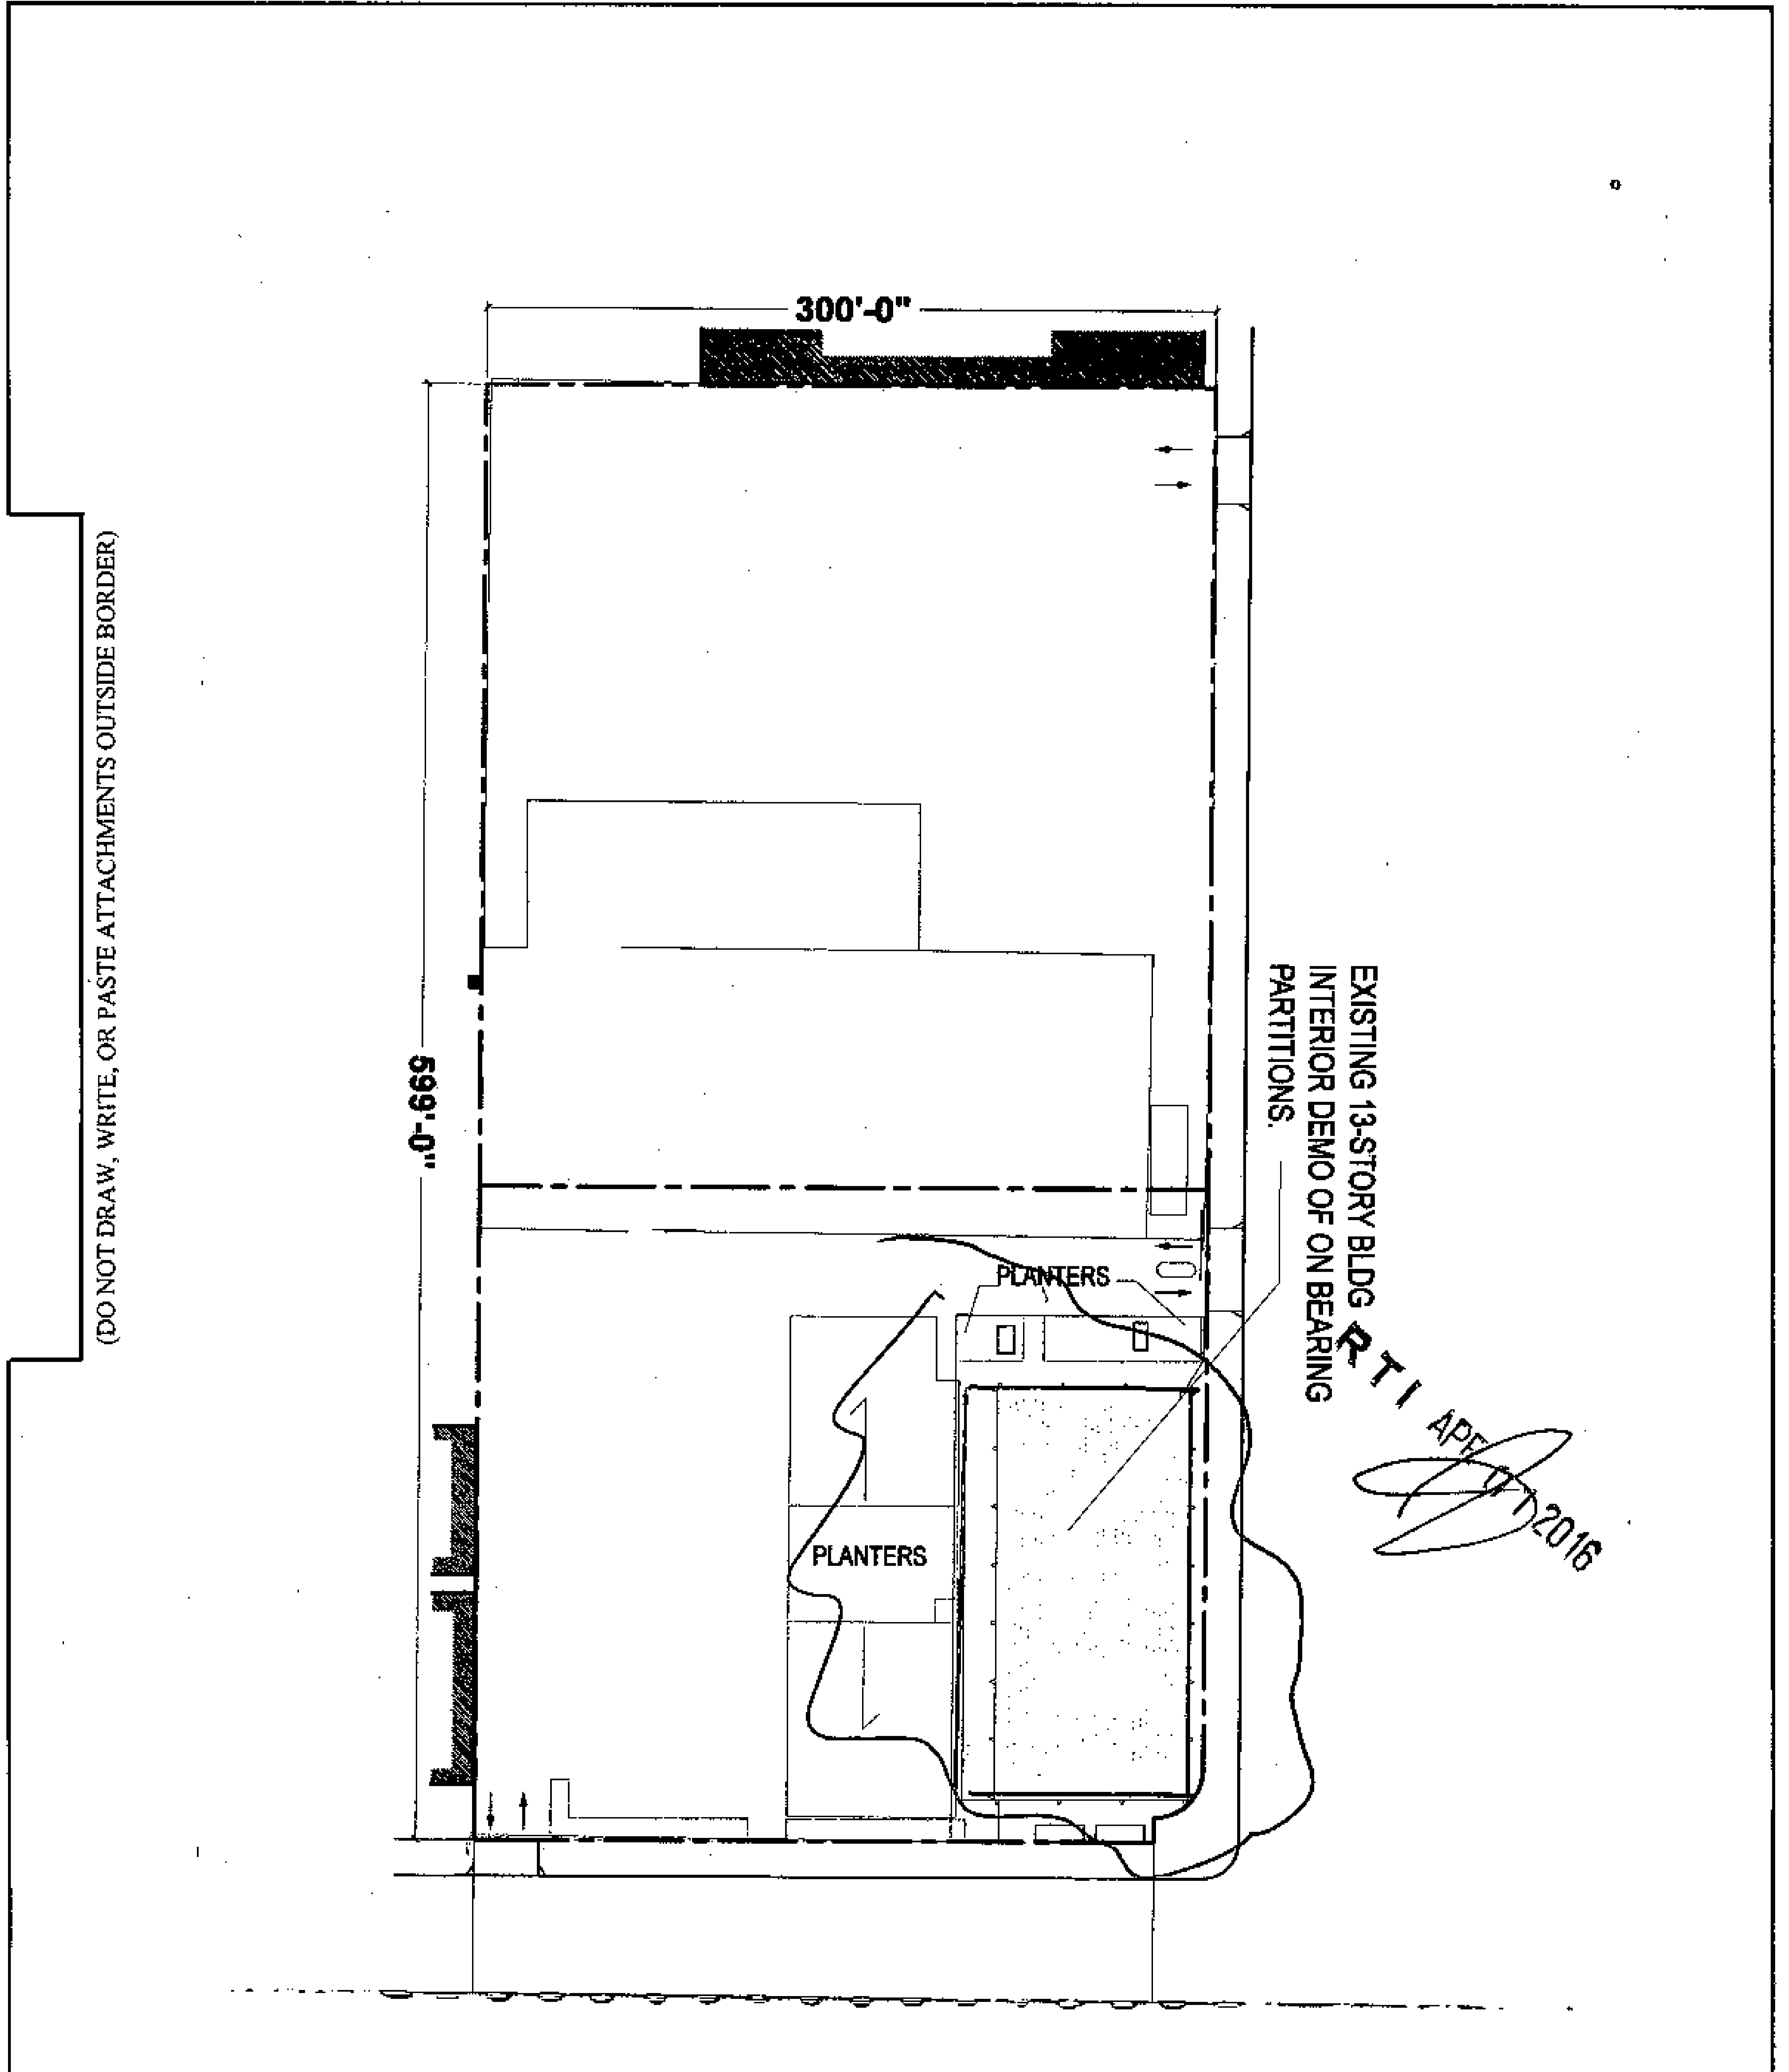 300'-0"
(DO NOT DRAW, WRITE, OR PASTE ATTACHMENTS OUTSIDE BORDER)
599'-0"
EXISTING 13-STORY BLDG
INTERIOR DEMO OF ON BEARING
PARTITIONS.
PLANTERS
PLANTERS
RTI
2016